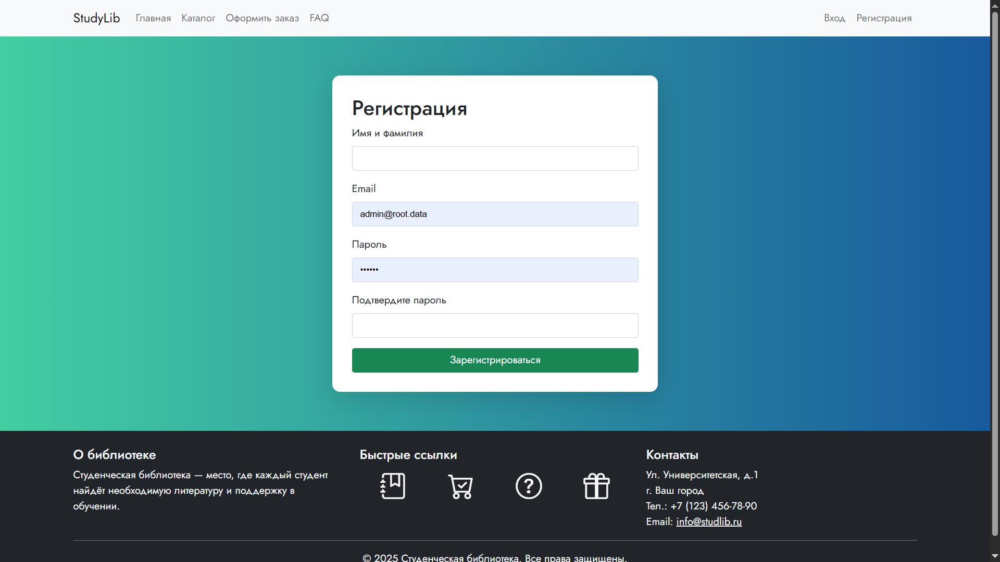 StudyLib Главная Каталог Оформить заказ FAQ Вход Регистрация
Регистрация
Имя и фамилия
Email
admin@root.data
Пароль
••••••
Подтвердите пароль
Зарегистрироваться
О библиотеке
Студенческая библиотека — место, где каждый студент
найдёт необходимую литературу и поддержку в
обучении.
Быстрые ссылки
Контакты
Ул. Университетская, д.1
г. Ваш город
Тел.: +7 (123) 456-78-90
Email: info@studlib.ru
© 2025 Студенческая библиотека. Все права защищены.